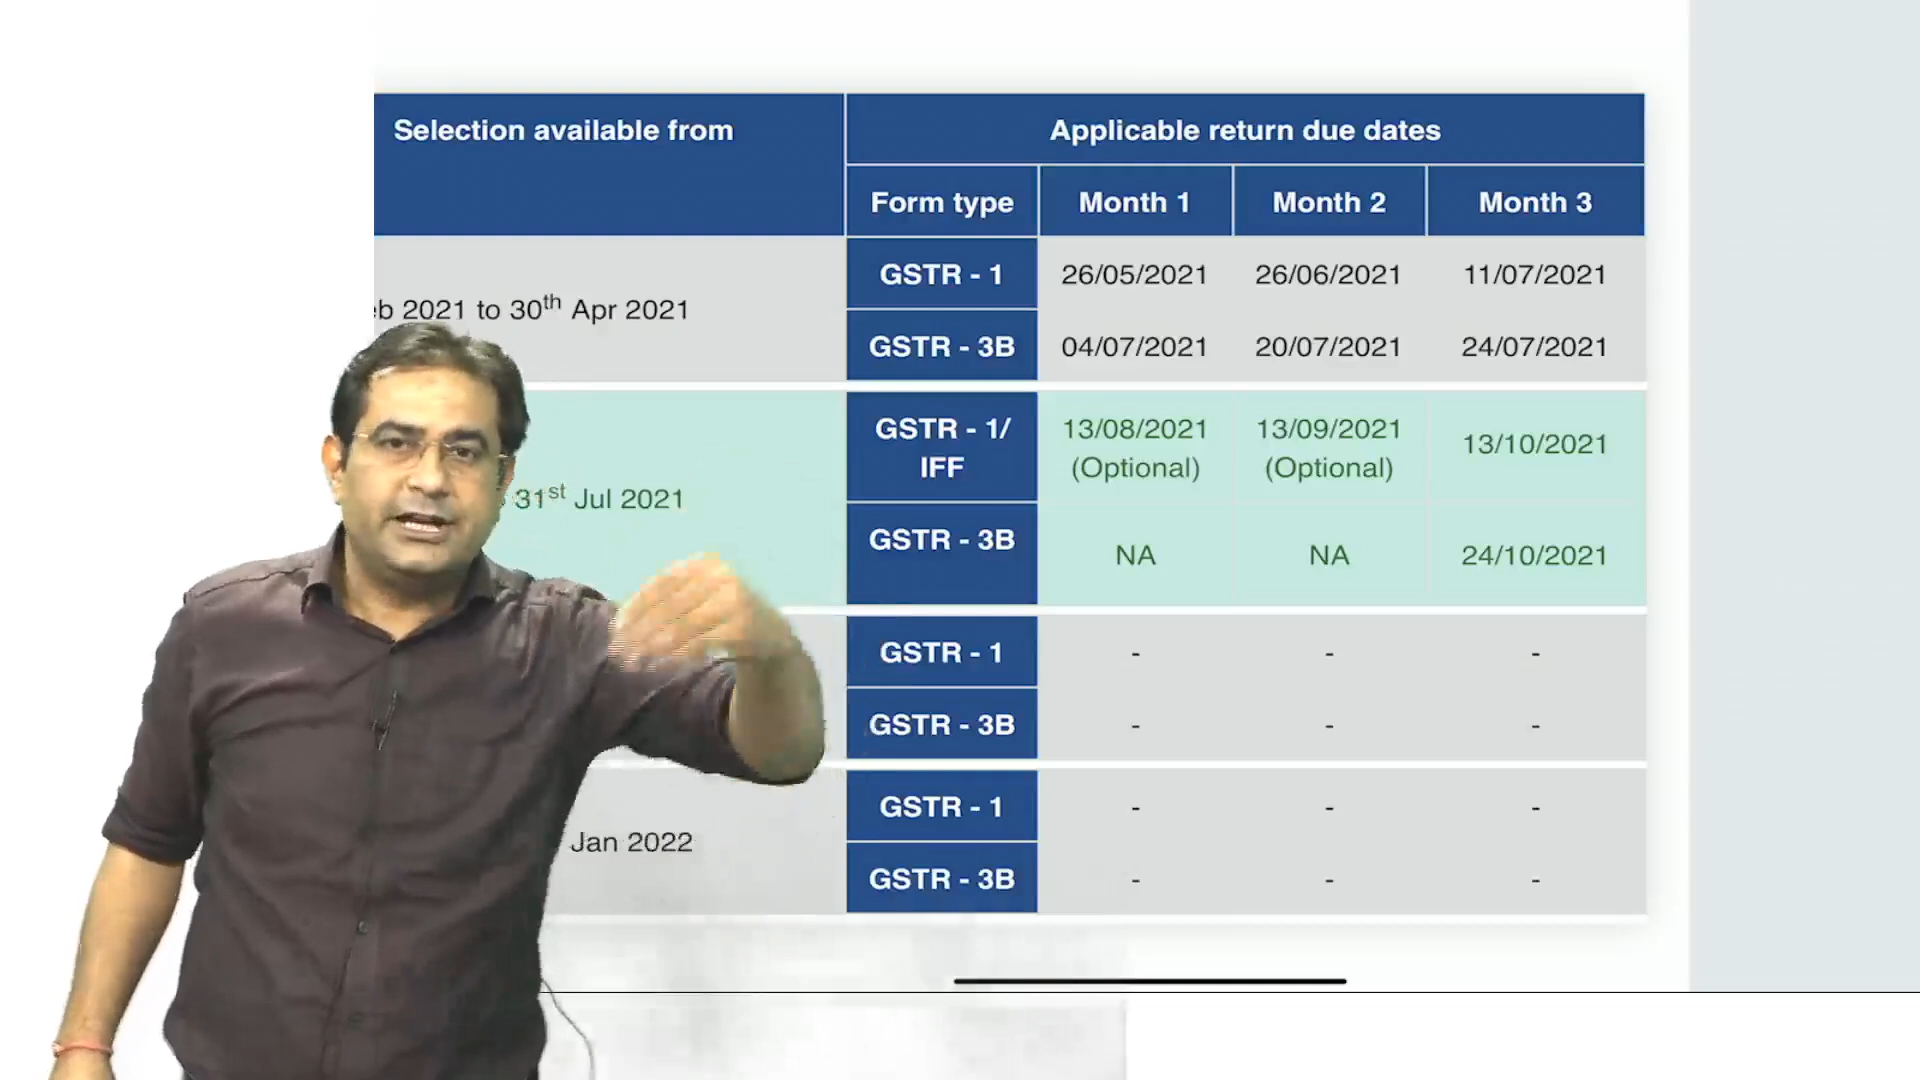 Selection available from
Applicable return due dates
Form type
Month 1
Month 2
Month 3
2021 to 30th Apr 2021
GSTR - 1
26/05/2021
26/06/2021
11/07/2021
GSTR - 3B
04/07/2021
20/07/2021
24/07/2021
31st Jul 2021
GSTR - 1/
IFF
13/08/2021
(Optional)
13/09/2021
(Optional)
13/10/2021
GSTR - 3B
NA
NA
24/10/2021
GSTR - 1
-
-
-
GSTR - 3B
-
-
-
Jan 2022
GSTR - 1
-
-
-
GSTR - 3B
-
-
-